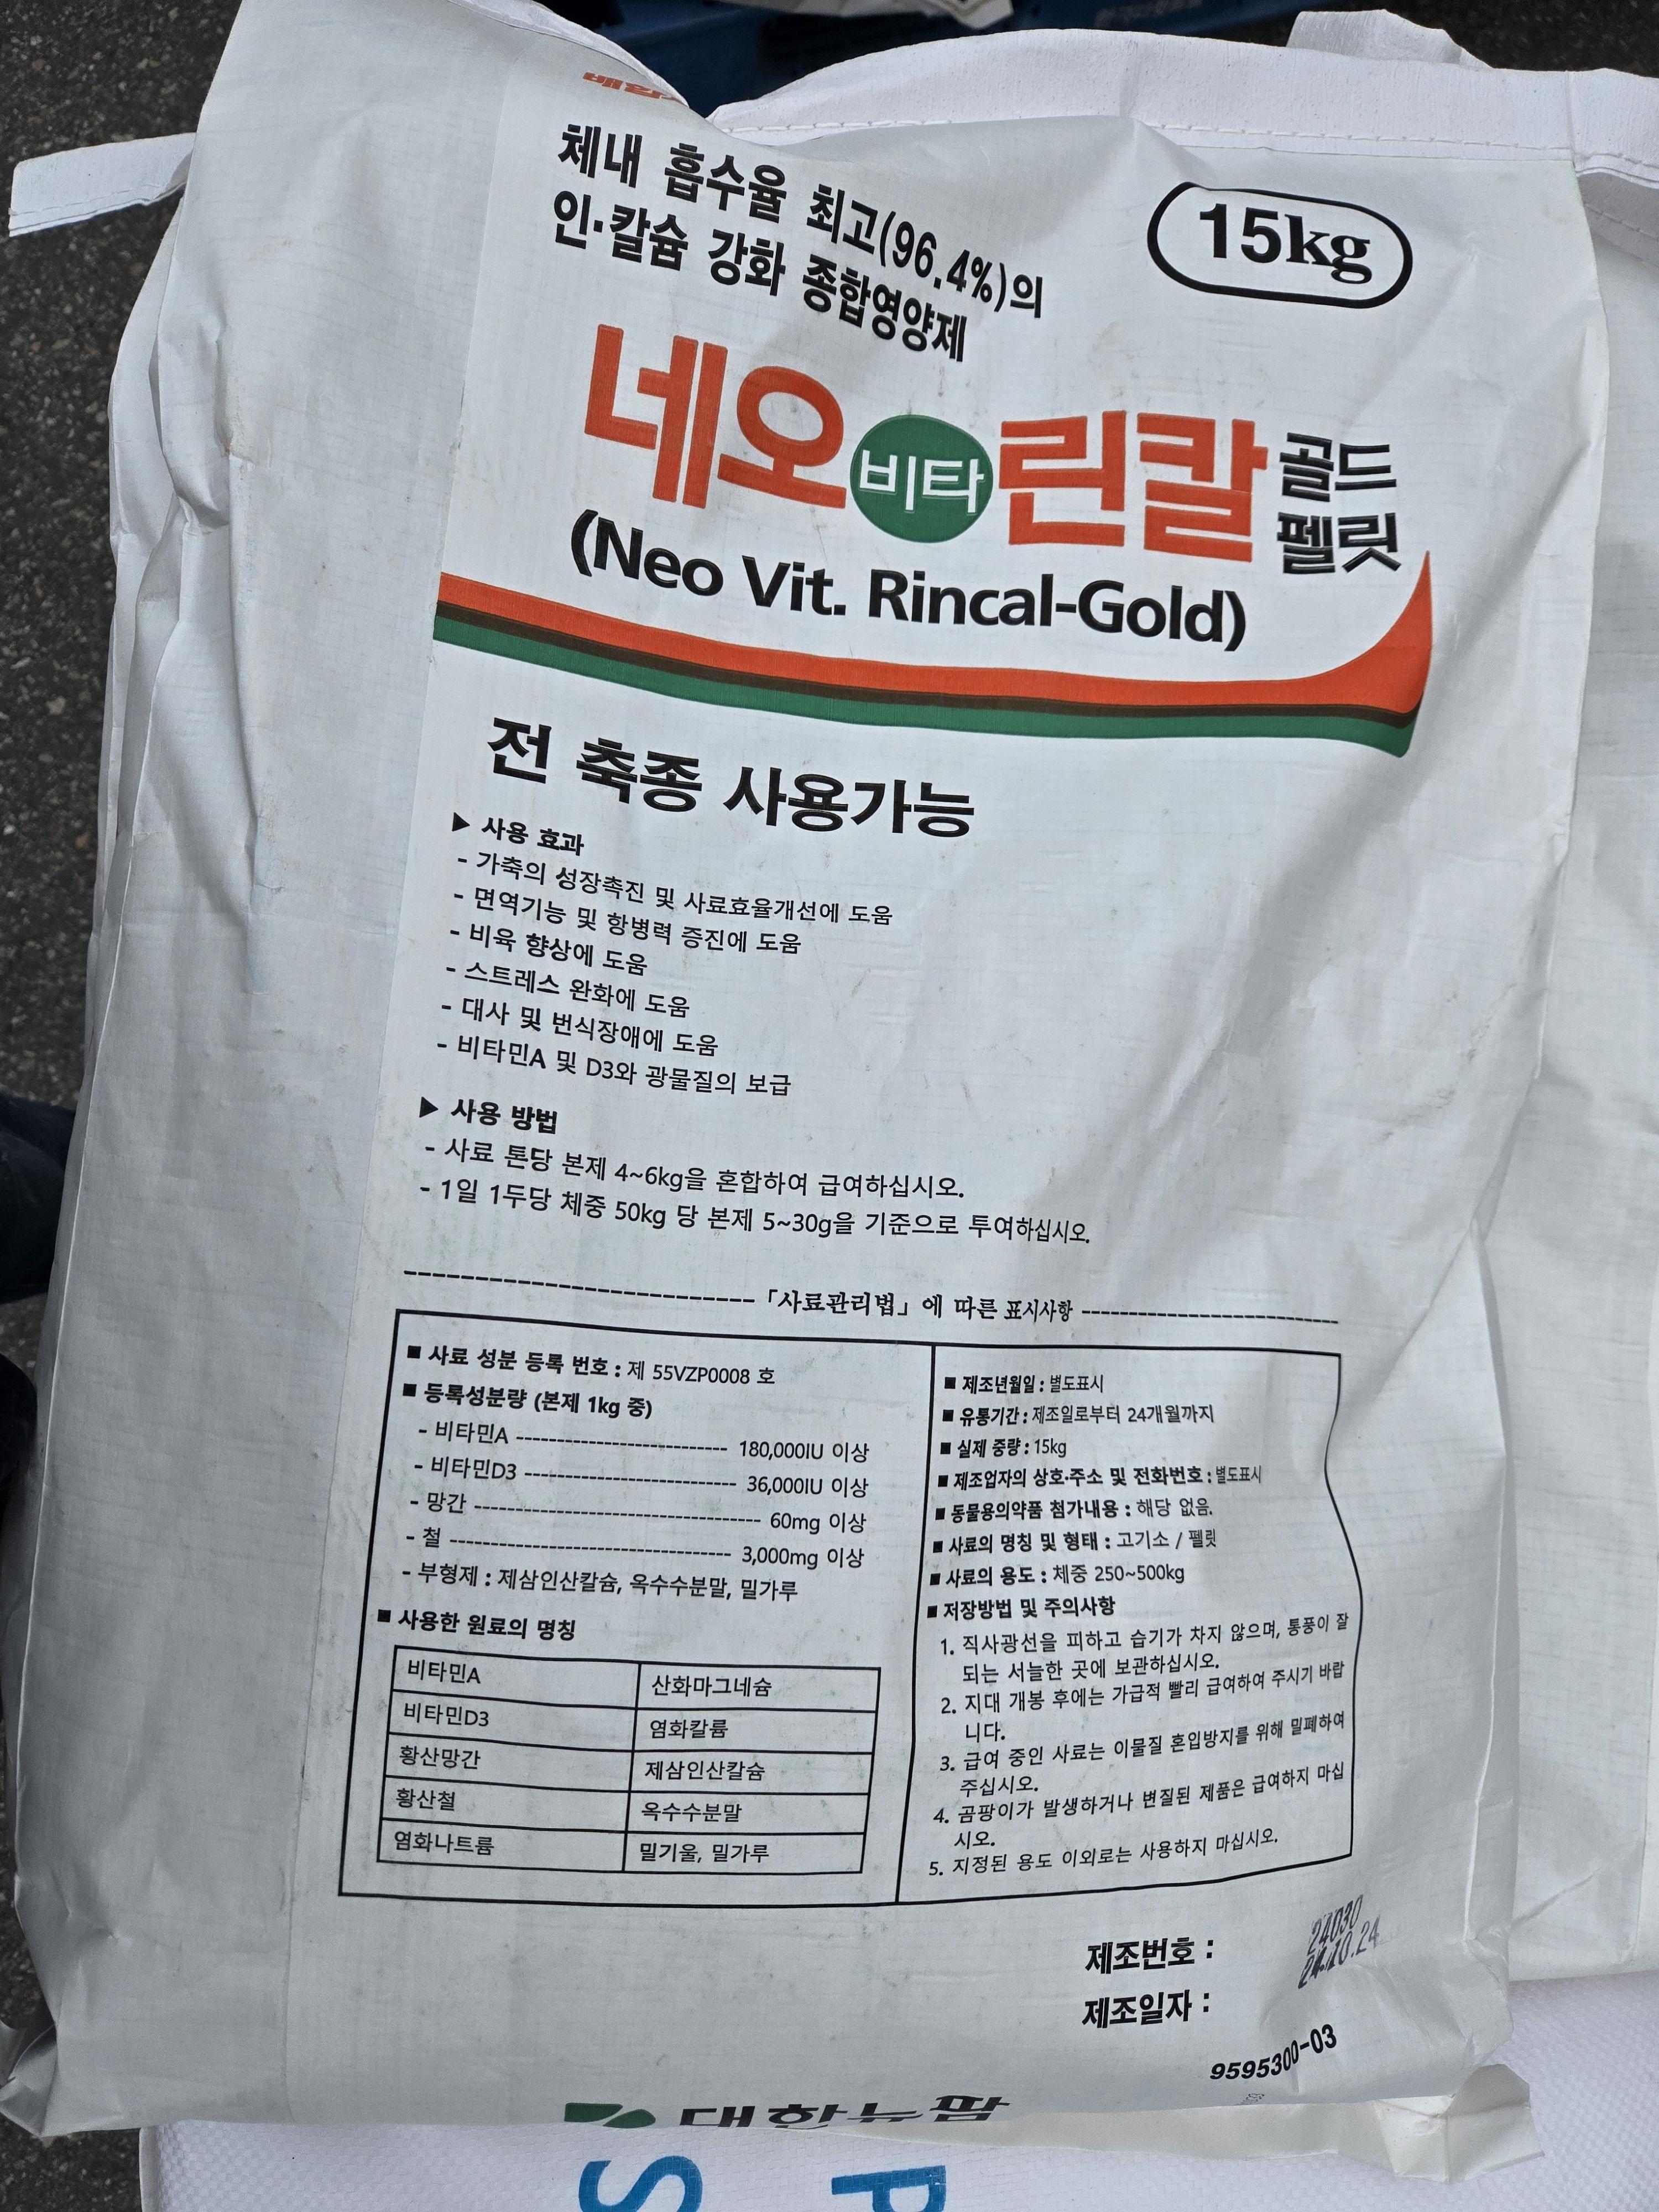 체내 흡수율 최고(96.4%)의
인·칼슘 강화 종합영양제
15kg
네오비타린칼 골드
펠릿
(Neo Vit. Rincal-Gold)
전 축종 사용가능
▶ 사용 효과
- 가축의 성장촉진 및 사료효율개선에 도움
- 면역기능 및 항병력 증진에 도움
- 비육 향상에 도움
- 스트레스 완화에 도움
- 대사 및 번식장애에 도움
- 비타민A 및 D3와 광물질의 보급
▶ 사용 방법
- 사료 톤당 본제 4~6kg을 혼합하여 급여하십시오.
- 1일 1두당 체중 50kg 당 본제 5~30g을 기준으로 투여하십시오.
「사료관리법」에 따른 표시사항
■ 사료 성분 등록 번호 : 제 55VZP0008 호
■ 등록성분량 (본제 1kg 중)
- 비타민A ---------- 180,000IU 이상
- 비타민D3 ---------- 36,000IU 이상
- 망간 ---------- 60mg 이상
- 철 ---------- 3,000mg 이상
- 부형제 : 제삼인산칼슘, 옥수수분말, 밀가루
■ 사용한 원료의 명칭
비타민A 산화마그네슘
비타민D3 염화칼륨
황산망간 제삼인산칼슘
황산철 옥수수분말
염화나트륨 밀기울, 밀가루
■ 제조년월일 : 별도표시
■ 유통기간 : 제조일로부터 24개월까지
■ 실제 중량 : 15kg
■ 제조업자의 상호·주소 및 전화번호 : 별도표시
■ 동물용의약품 첨가내용 : 해당 없음.
■ 사료의 명칭 및 형태 : 고기소 / 펠릿
■ 사료의 용도 : 체중 250~500kg
■ 저장방법 및 주의사항
1. 직사광선을 피하고 습기가 차지 않으며, 통풍이 잘
되는 서늘한 곳에 보관하십시오.
2. 지대 개봉 후에는 가급적 빨리 급여하여 주시기 바랍
니다.
3. 급여 중인 사료는 이물질 혼입방지를 위해 밀폐하여
주십시오.
4. 곰팡이가 발생하거나 변질된 제품은 급여하지 마십
시오.
5. 지정된 용도 이외로는 사용하지 마십시오.
제조번호 : 24030
제조일자 : 24.10.24
9595300-03
대한뉴팜
S P